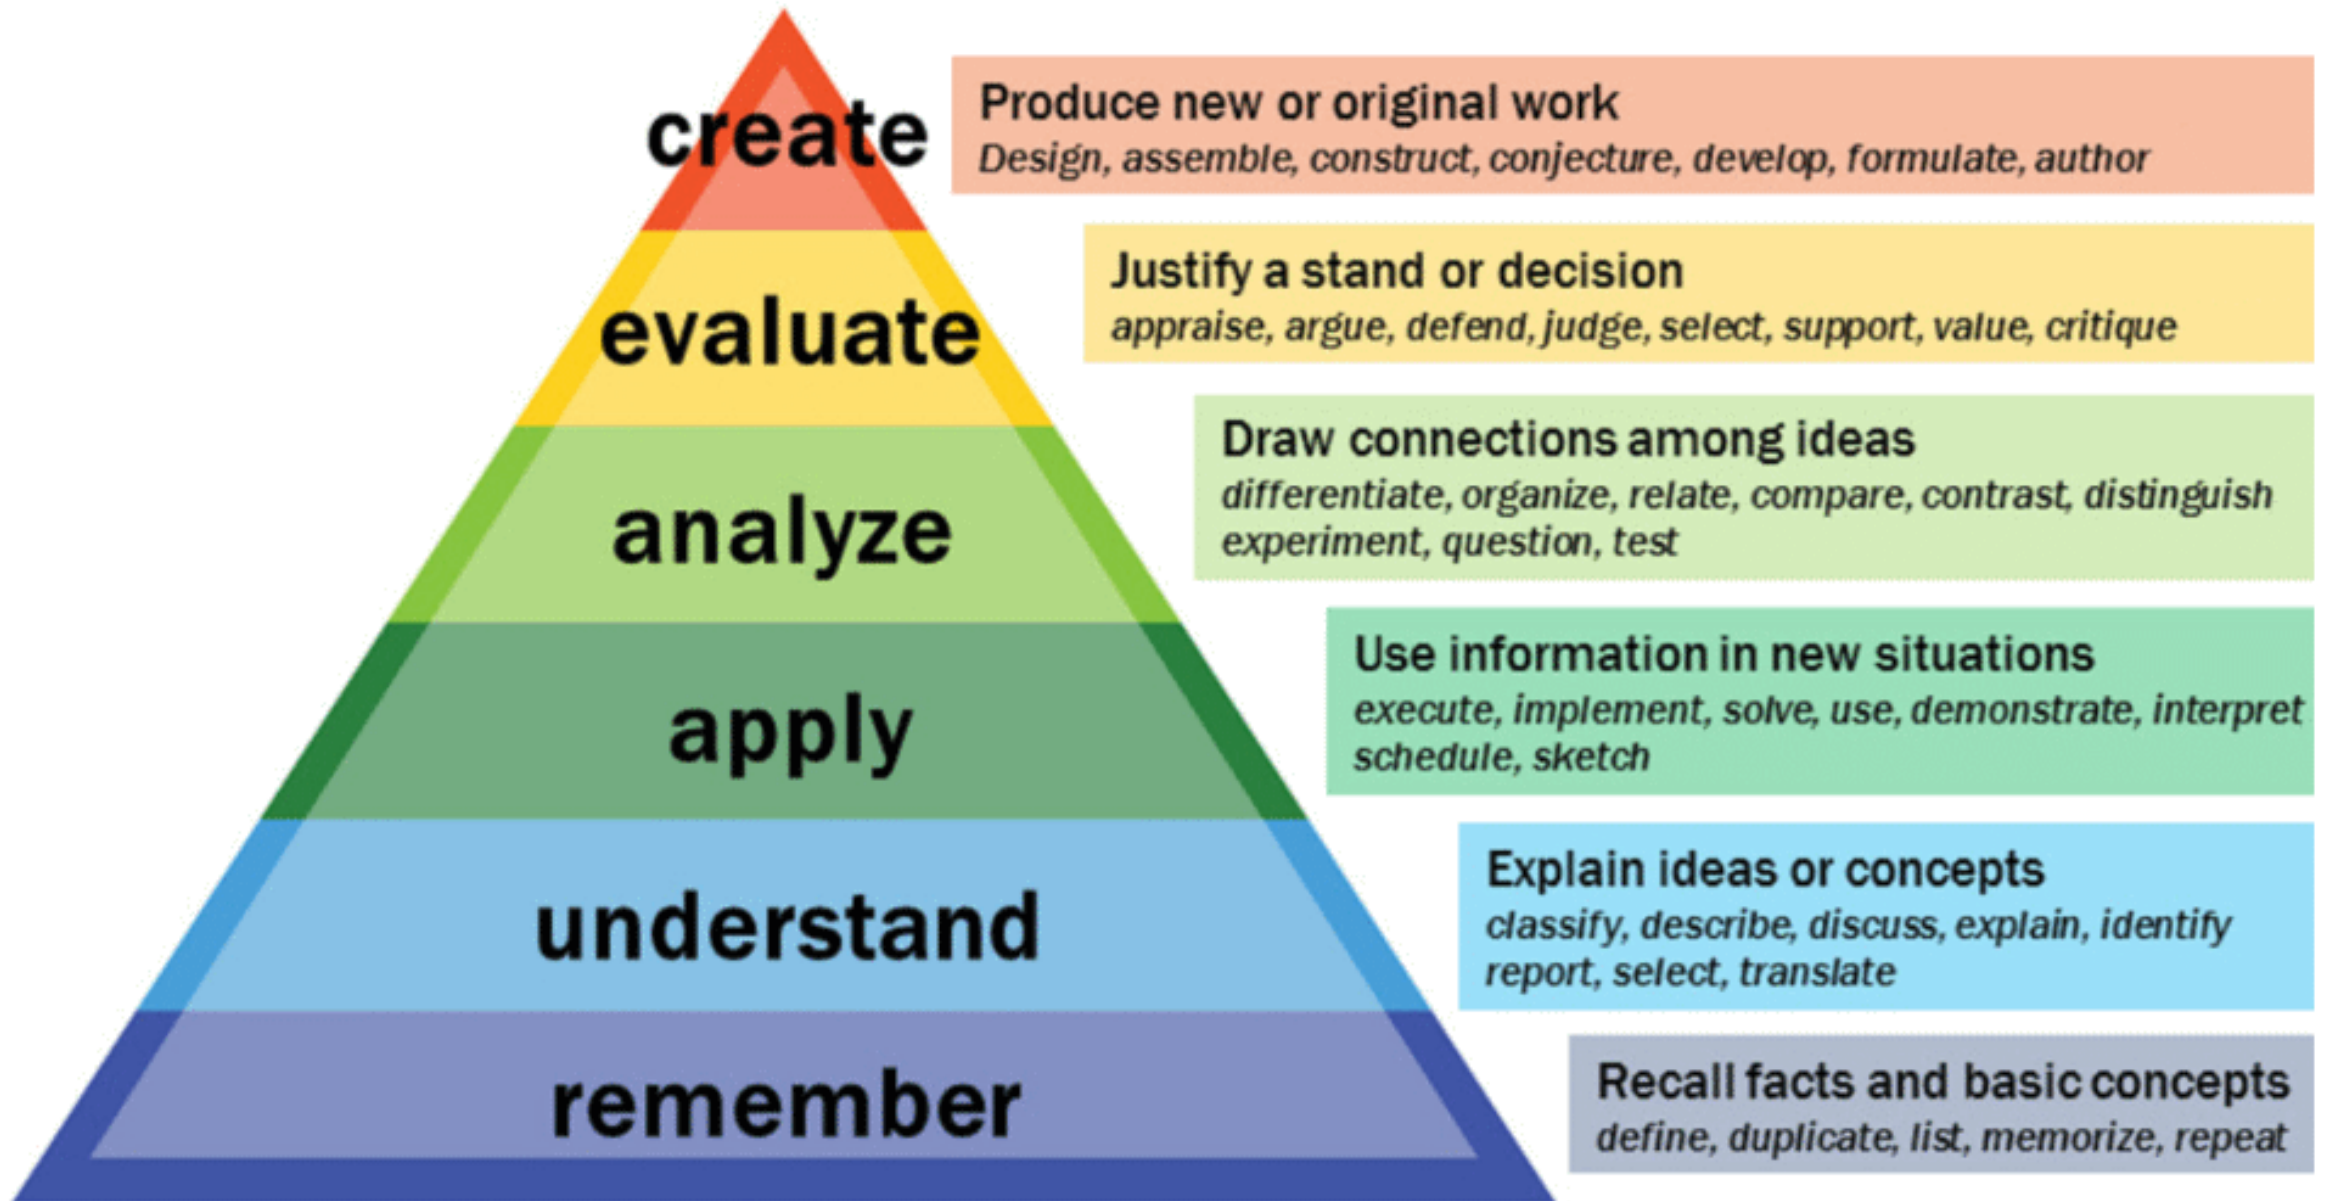 create
Produce new or original work
Design, assemble, construct, conjecture, develop, formulate, author
evaluate
Justify a stand or decision
appraise, argue, defend, judge, select, support, value, critique
analyze
Draw connections among ideas
differentiate, organize, relate, compare, contrast, distinguish
experiment, question, test
apply
Use information in new situations
execute, implement, solve, use, demonstrate, interpret
schedule, sketch
understand
Explain ideas or concepts
classify, describe, discuss, explain, identify
report, select, translate
remember
Recall facts and basic concepts
define, duplicate, list, memorize, repeat